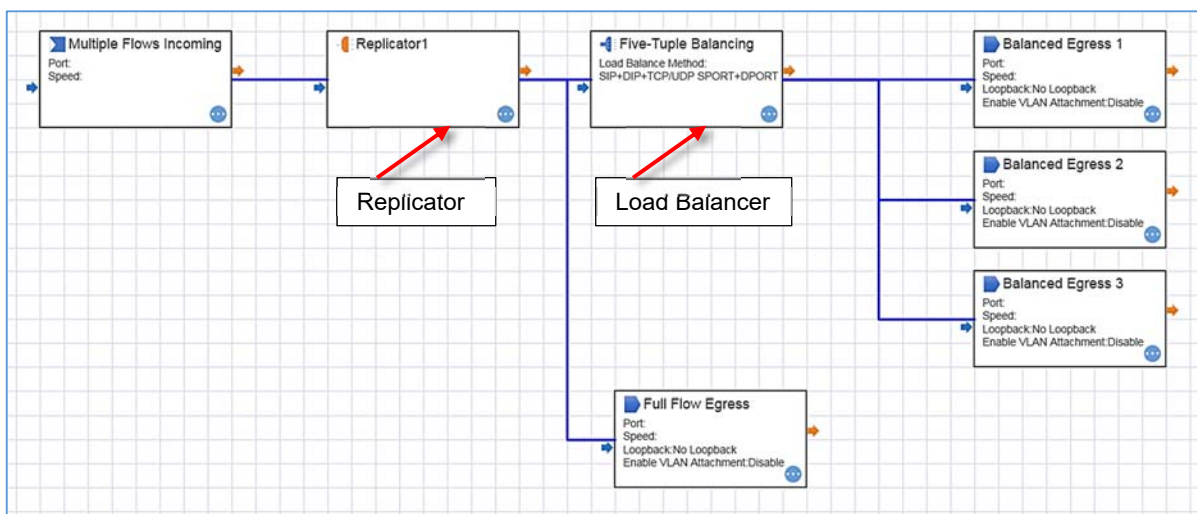 Multiple Flows Incoming
Port:
Speed:
Replicator1
Five-Tuple Balancing
Load Balance Method:
SIP+DIP+TCP/UDP SPORT+DPORT
Balanced Egress 1
Port:
Speed:
Loopback:No Loopback
Enable VLAN Attachment:Disable
Replicator
Load Balancer
Balanced Egress 2
Port:
Speed:
Loopback:No Loopback
Enable VLAN Attachment:Disable
Balanced Egress 3
Port:
Speed:
Loopback:No Loopback
Enable VLAN Attachment:Disable
Full Flow Egress
Port:
Speed:
Loopback:No Loopback
Enable VLAN Attachment:Disable